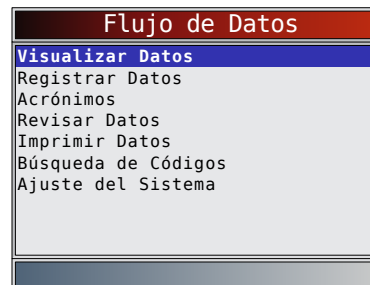 Flujo de Datos
Visualizar Datos
Registrar Datos
Acrónimos
Revisar Datos
Imprimir Datos
Búsqueda de Códigos
Ajuste del Sistema